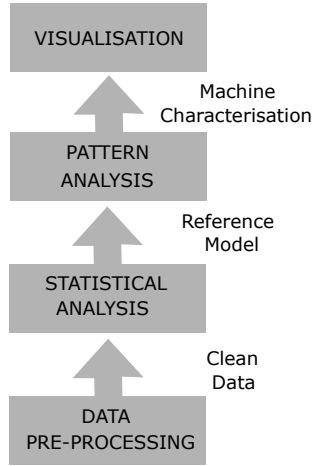 VISUALISATION
Machine
Characterisation
PATTERN
ANALYSIS
Reference
Model
STATISTICAL
ANALYSIS
Clean
Data
DATA
PRE-PROCESSING